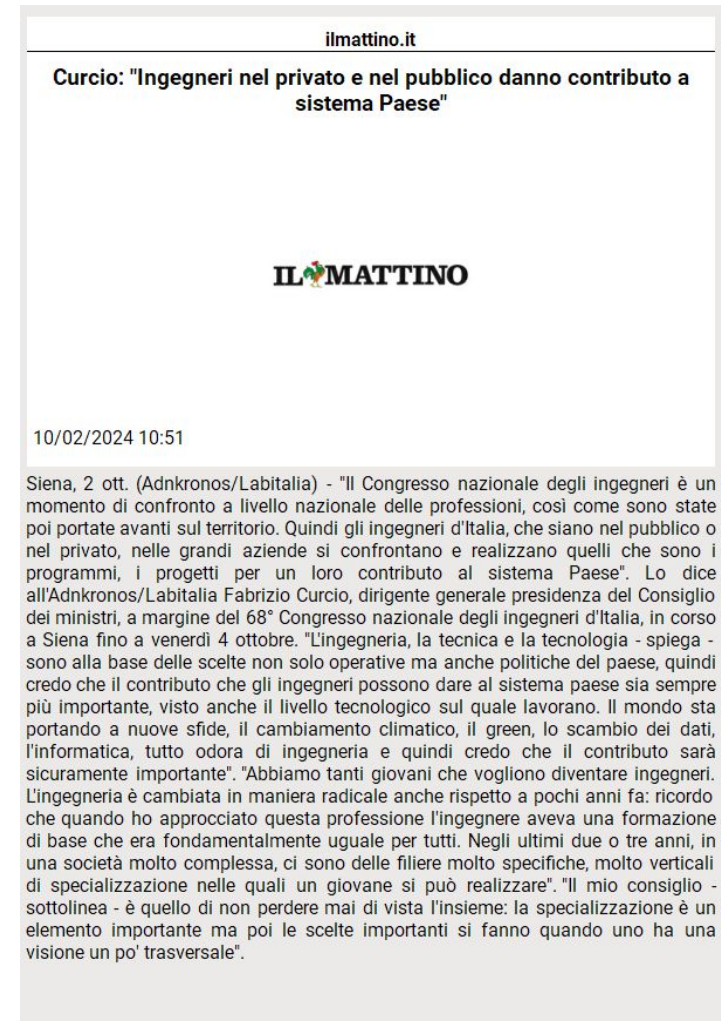 ilmattino.it
Curcio: "Ingegneri nel privato e nel pubblico danno contributo a
sistema Paese"
IL MATTINO
10/02/2024 10:51
Siena, 2 ott. (Adnkronos/Labitalia) - "Il Congresso nazionale degli ingegneri è un
momento di confronto a livello nazionale delle professioni, così come sono state
poi portate avanti sul territorio. Quindi gli ingegneri d'Italia, che siano nel pubblico o
nel privato, nelle grandi aziende si confrontano e realizzano quelli che sono i
programmi, i progetti per un loro contributo al sistema Paese". Lo dice
all'Adnkronos/Labitalia Fabrizio Curcio, dirigente generale presidenza del Consiglio
dei ministri, a margine del 68° Congresso nazionale degli ingegneri d'Italia, in corso
a Siena fino a venerdì 4 ottobre. "L'ingegneria, la tecnica e la tecnologia - spiega -
sono alla base delle scelte non solo operative ma anche politiche del paese, quindi
credo che il contributo che gli ingegneri possono dare al sistema paese sia sempre
più importante, visto anche il livello tecnologico sul quale lavorano. Il mondo sta
portando a nuove sfide, il cambiamento climatico, il green, lo scambio dei dati,
l'informatica, tutto odora di ingegneria e quindi credo che il contributo sarà
sicuramente importante". "Abbiamo tanti giovani che vogliono diventare ingegneri.
L'ingegneria è cambiata in maniera radicale anche rispetto a pochi anni fa: ricordo
che quando ho approcciato questa professione l'ingegnere aveva una formazione
di base che era fondamentalmente uguale per tutti. Negli ultimi due o tre anni, in
una società molto complessa, ci sono delle filiere molto specifiche, molto verticali
di specializzazione nelle quali un giovane si può realizzare". "Il mio consiglio -
sottolinea - è quello di non perdere mai di vista l'insieme: la specializzazione è un
elemento importante ma poi le scelte importanti si fanno quando uno ha una
visione un po' trasversale".